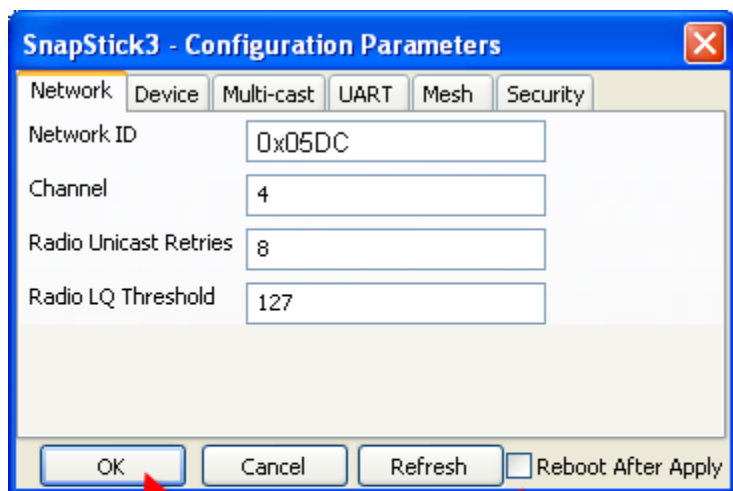 SnapStick3 - Configuration Parameters
Network Device Multi-cast UART Mesh Security
Network ID 0x05DC
Channel 4
Radio Unicast Retries 8
Radio LQ Threshold 127
OK Cancel Refresh Reboot After Apply